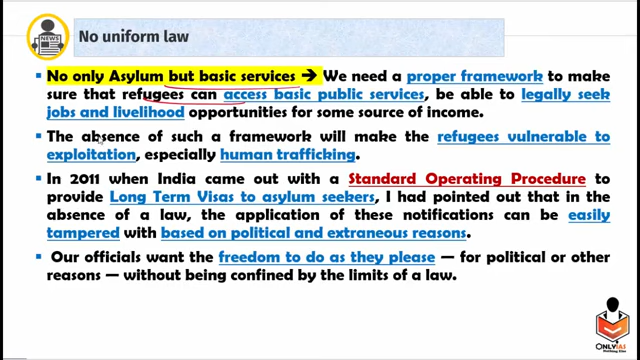 NEWS
No uniform law
No only Asylum but basic services ➔ We need a proper framework to make
sure that refugees can access basic public services, be able to legally seek
jobs and livelihood opportunities for some source of income.
The absence of such a framework will make the refugees vulnerable to
exploitation, especially human trafficking.
In 2011 when India came out with a Standard Operating Procedure to
provide Long Term Visas to asylum seekers, I had pointed out that in the
absence of a law, the application of these notifications can be easily
tampered with based on political and extraneous reasons.
Our officials want the freedom to do as they please — for political or other
reasons — without being confined by the limits of a law.
ONLYIAS
Nothing Else